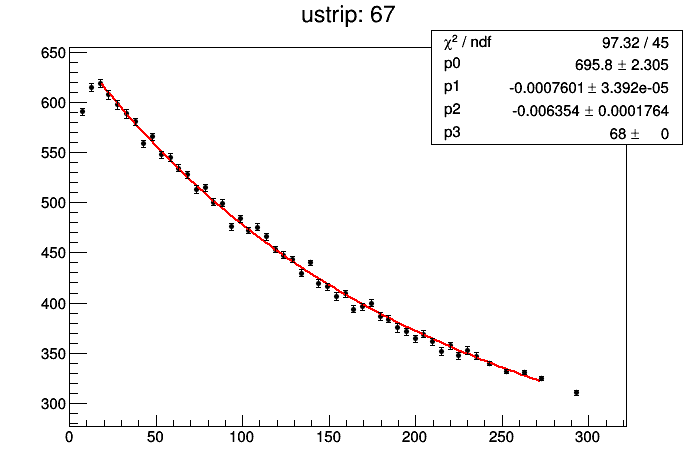 ustrip: 67
χ² / ndf 97.32 / 45
p0 695.8 ± 2.305
p1 -0.0007601 ± 3.392e-05
p2 -0.006354 ± 0.0001764
p3 68 ± 0
650
600
550
500
450
400
350
300
0 50 100 150 200 250 300